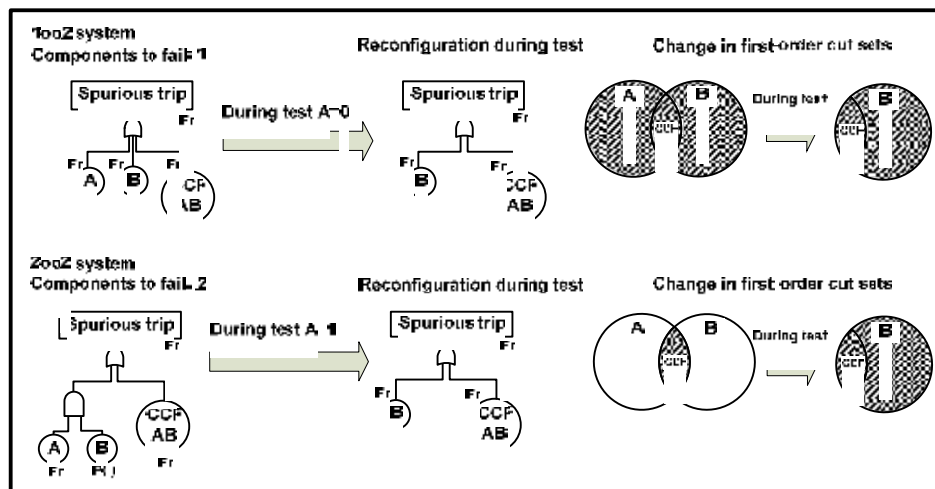 1ooZ system
Components to fail: 1
Reconfiguration during test
Change in first-order cut sets
Spurious trip
Fr
During test A=0
Spurious trip
Fr
A
B
CCF
During test
B
CCF
Fr
Fr
Fr
A
B
CCF
AB
Fr
B
CCF
AB
2ooZ system
Components to fail: 2
Reconfiguration during test
Change in first order cut sets
Spurious trip
Fr
During test A
Spurious trip
Fr
A
B
CCF
During test
B
CCF
CCF
AB
Fr
A
B
Fr
Fr
Fr
B
Fr
CCF
AB